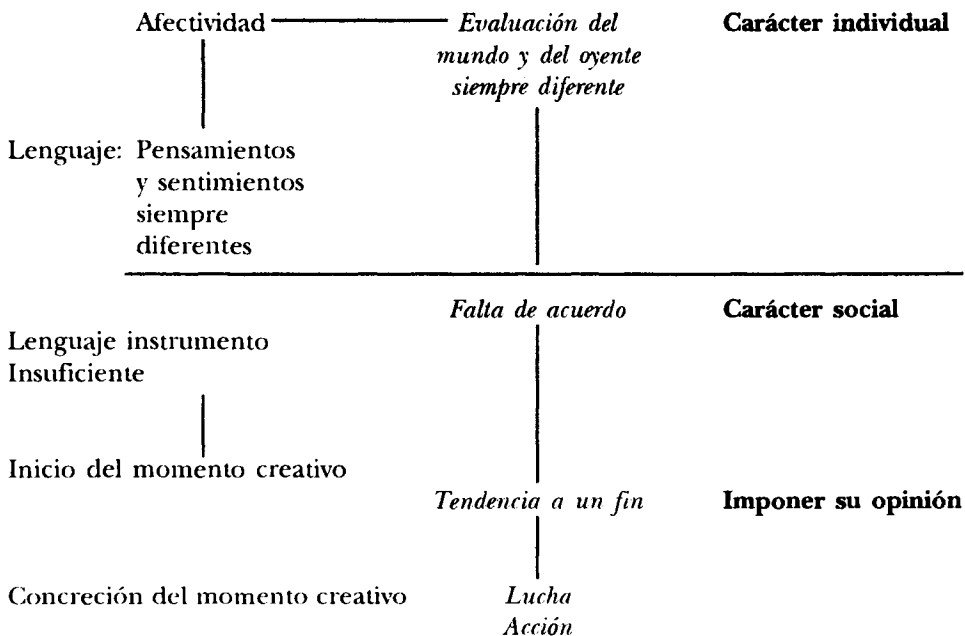 Afectividad Evaluación del Carácter individual
mundo y del oyente
siempre diferente
Lenguaje: Pensamientos
y sentimientos
siempre
diferentes
Falta de acuerdo Carácter social
Lenguaje instrumento
Insuficiente
Inicio del momento creativo
Tendencia a un fin Imponer su opinión
Concreción del momento creativo Lucha
Acción